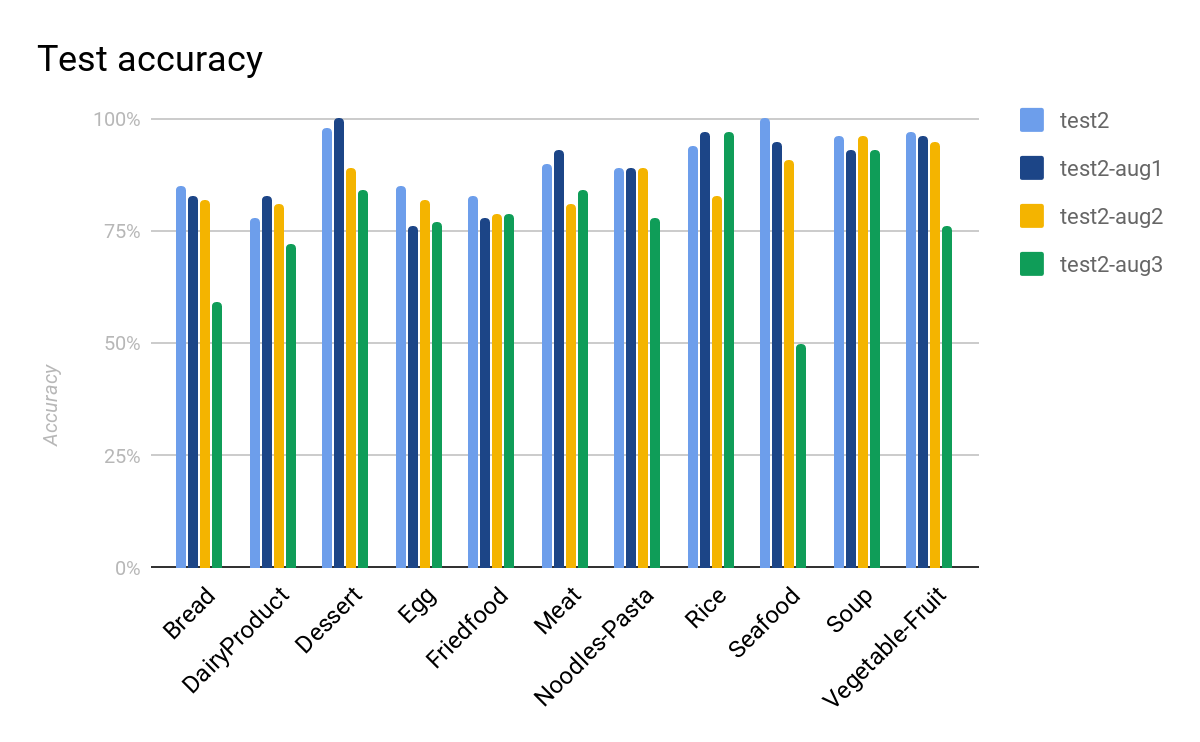 Test accuracy
100%
75%
50%
25%
0%
Accuracy
test2
test2-aug1
test2-aug2
test2-aug3
Bread
DairyProduct
Dessert
Egg
Friedfood
Meat
Noodles-Pasta
Rice
Seafood
Soup
Vegetable-Fruit